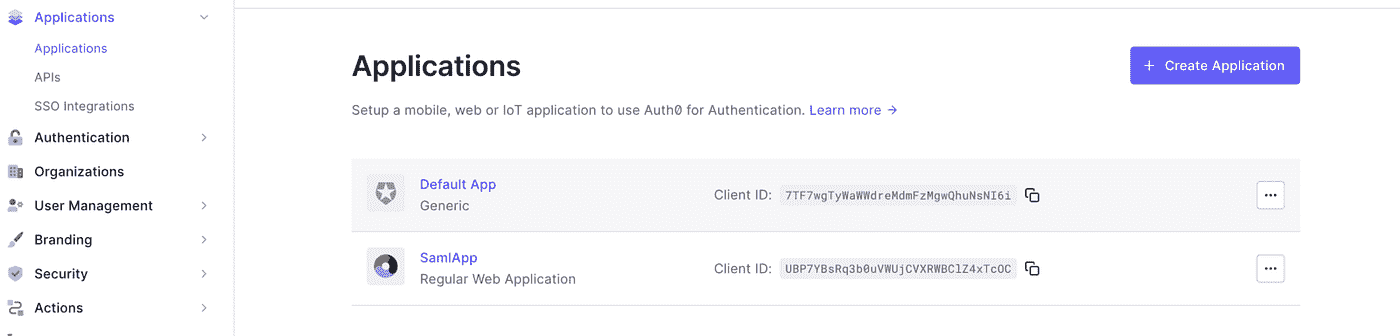 Applications
Applications
APIs
SSO Integrations
Authentication
Organizations
User Management
Branding
Security
Actions
Applications
+ Create Application
Setup a mobile, web or IoT application to use Auth0 for Authentication. Learn more →
Default App
Generic
Client ID: 7TF7wgTyWaWWdreMdmFzMgwQhuNsNI6i
SamlApp
Regular Web Application
Client ID: UBP7YBsRq3b0uVWUjCVXRWBClZ4xTcOC